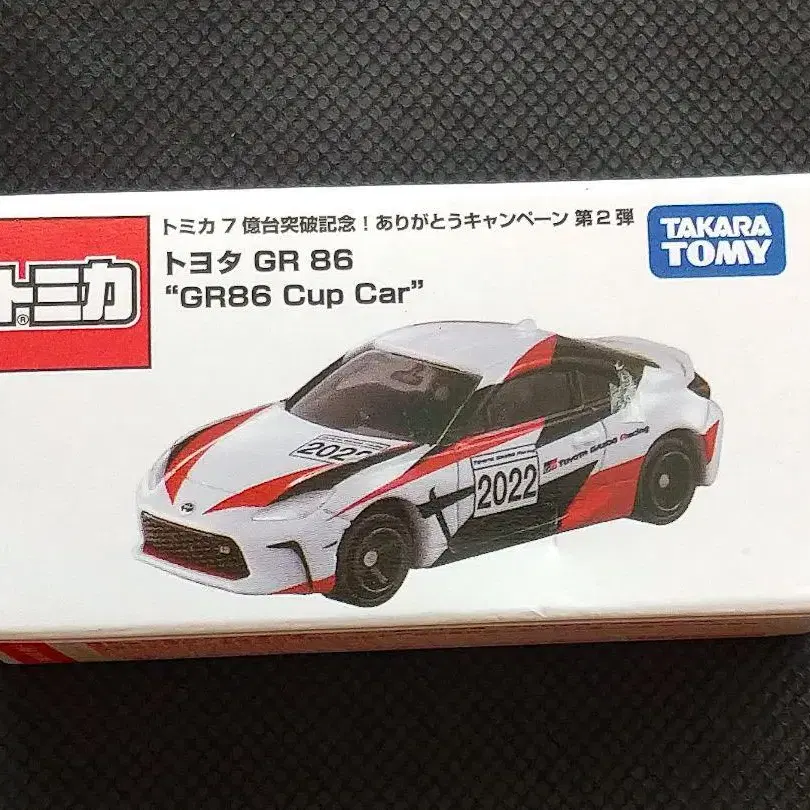 トミカ 7 億台突破記念！ありがとうキャンペーン 第2弾
TAKARA
TOMY
トミカ®
トヨタ GR 86
“GR86 Cup Car”
2022
2022
TOYOTA GAZOO Racing